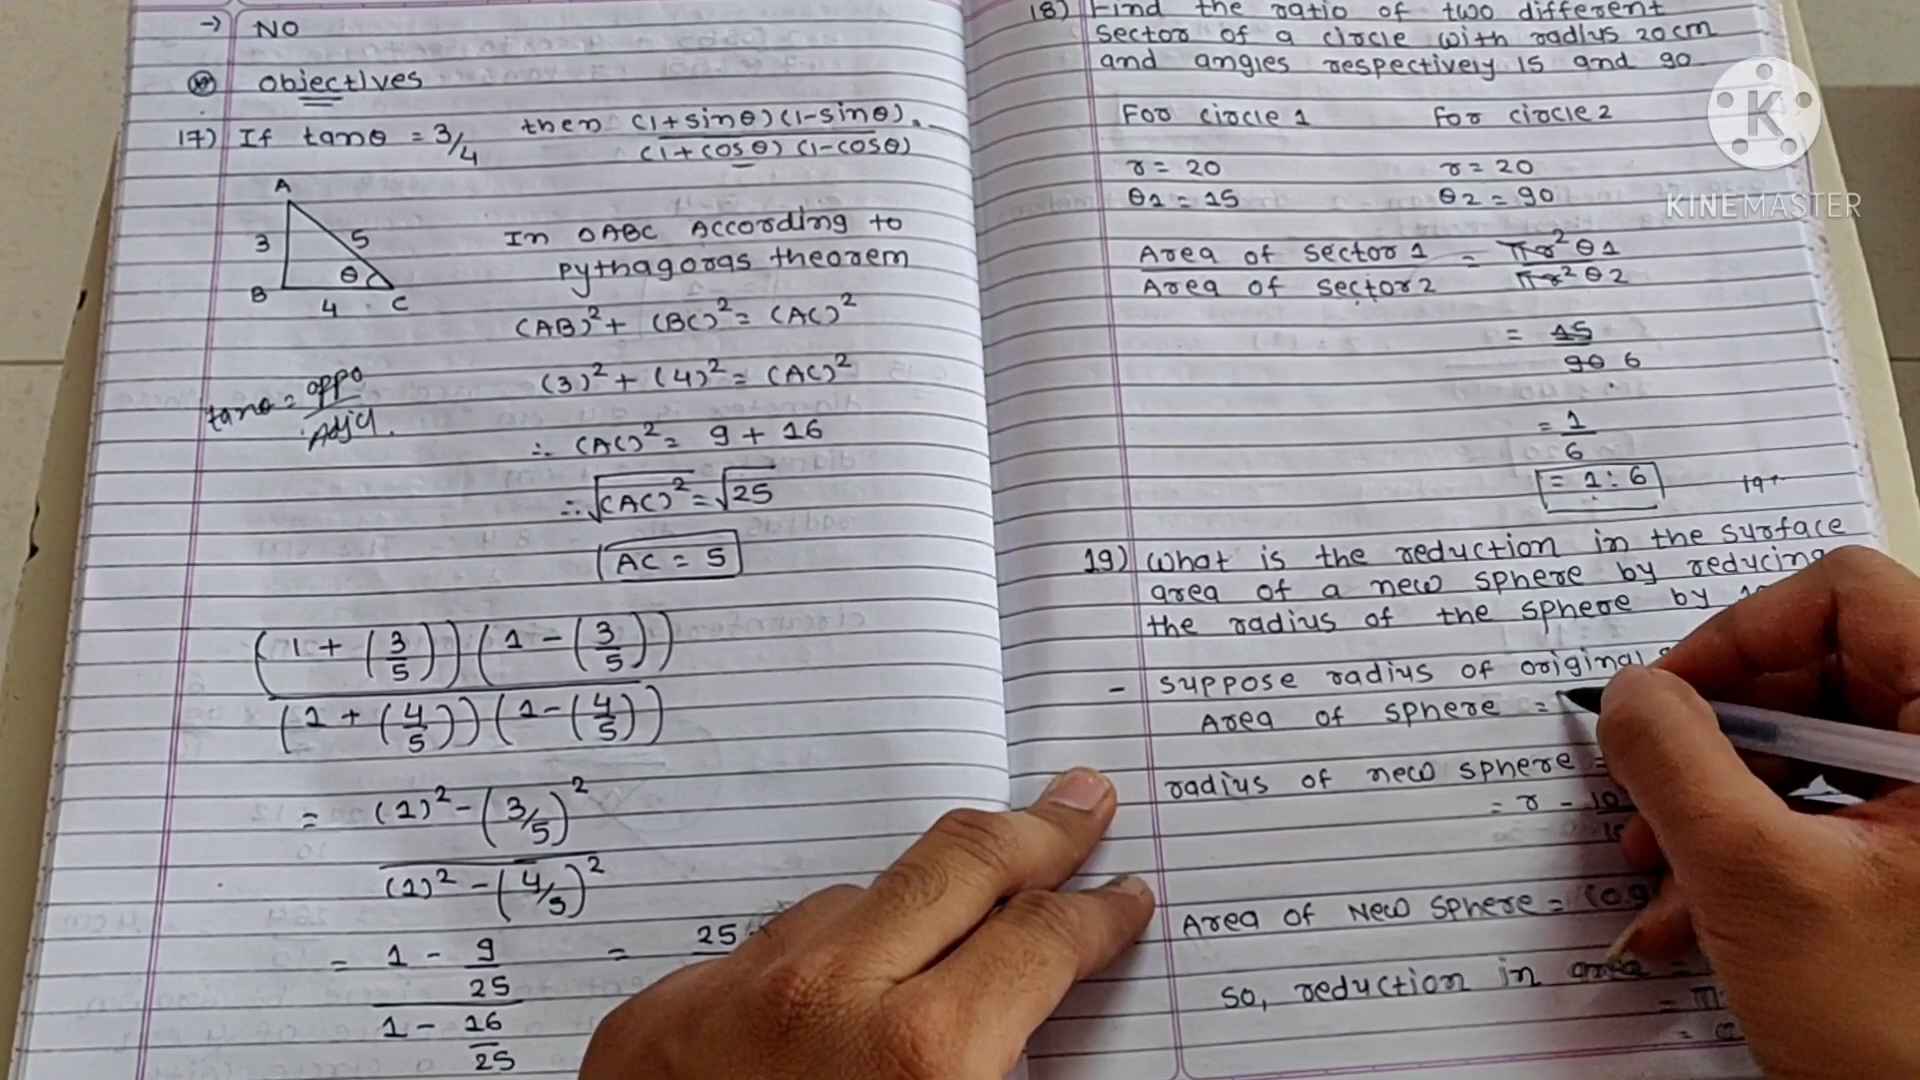 → NO
objectives
17) If tanθ = 3/4 then (1+sinθ)(1-sinθ).
(1+cosθ)(1-cosθ)
A
3 5
θ
B 4 C
In △ABC According to
pythagoras theorem
(AB)² + (BC)² = (AC)²
(3)² + (4)² = (AC)²
tanθ = oppo
Adjcy.
∴ (AC)² = 9 + 16
∴ √(AC)² = √25
AC = 5
(1 + (3/5)) (1 - (3/5))
(1 + (4/5)) (1 - (4/5))
= (1)² - (3/5)²
(1)² - (4/5)²
= 1 - 9/25 = 25
1 - 16/25
18) Find the ratio of two different
sector of a circle with radius 20cm
and angles respectively 15 and 90.
For circle 1 For circle 2
r = 20 r = 20
θ1 = 15 θ2 = 90
Area of sector 1 = πr²θ1
Area of sector 2 πr²θ2
= 15
90 6
= 1
6
= 1:6
19) What is the reduction in the surface
area of a new sphere by reducing
the radius of the sphere by
- suppose radius of original
Area of sphere =
radius of new sphere =
= r - 10
Area of New sphere = (0.9
So, reduction in area =
= π
K
KINEMASTER